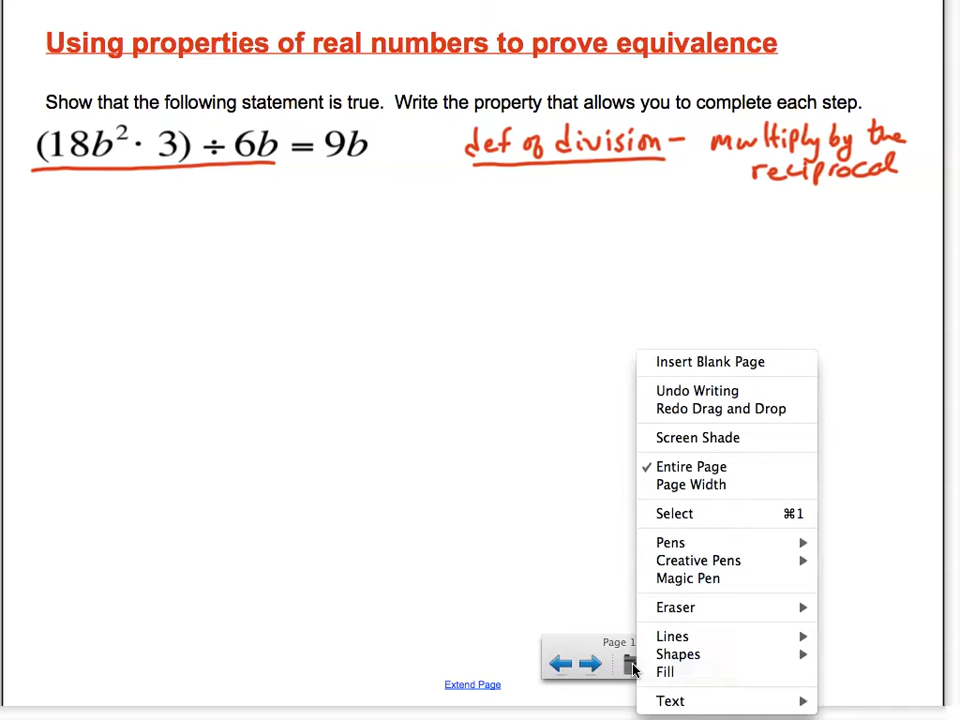 Using properties of real numbers to prove equivalence
Show that the following statement is true. Write the property that allows you to complete each step.
(18b² · 3) ÷ 6b = 9b
def of division - multiply by the
reciprocal
Insert Blank Page
Undo Writing
Redo Drag and Drop
Screen Shade
✓ Entire Page
Page Width
Select ⌘1
Pens
Creative Pens
Magic Pen
Eraser
Lines
Shapes
Fill
Text
Page 1
Extend Page